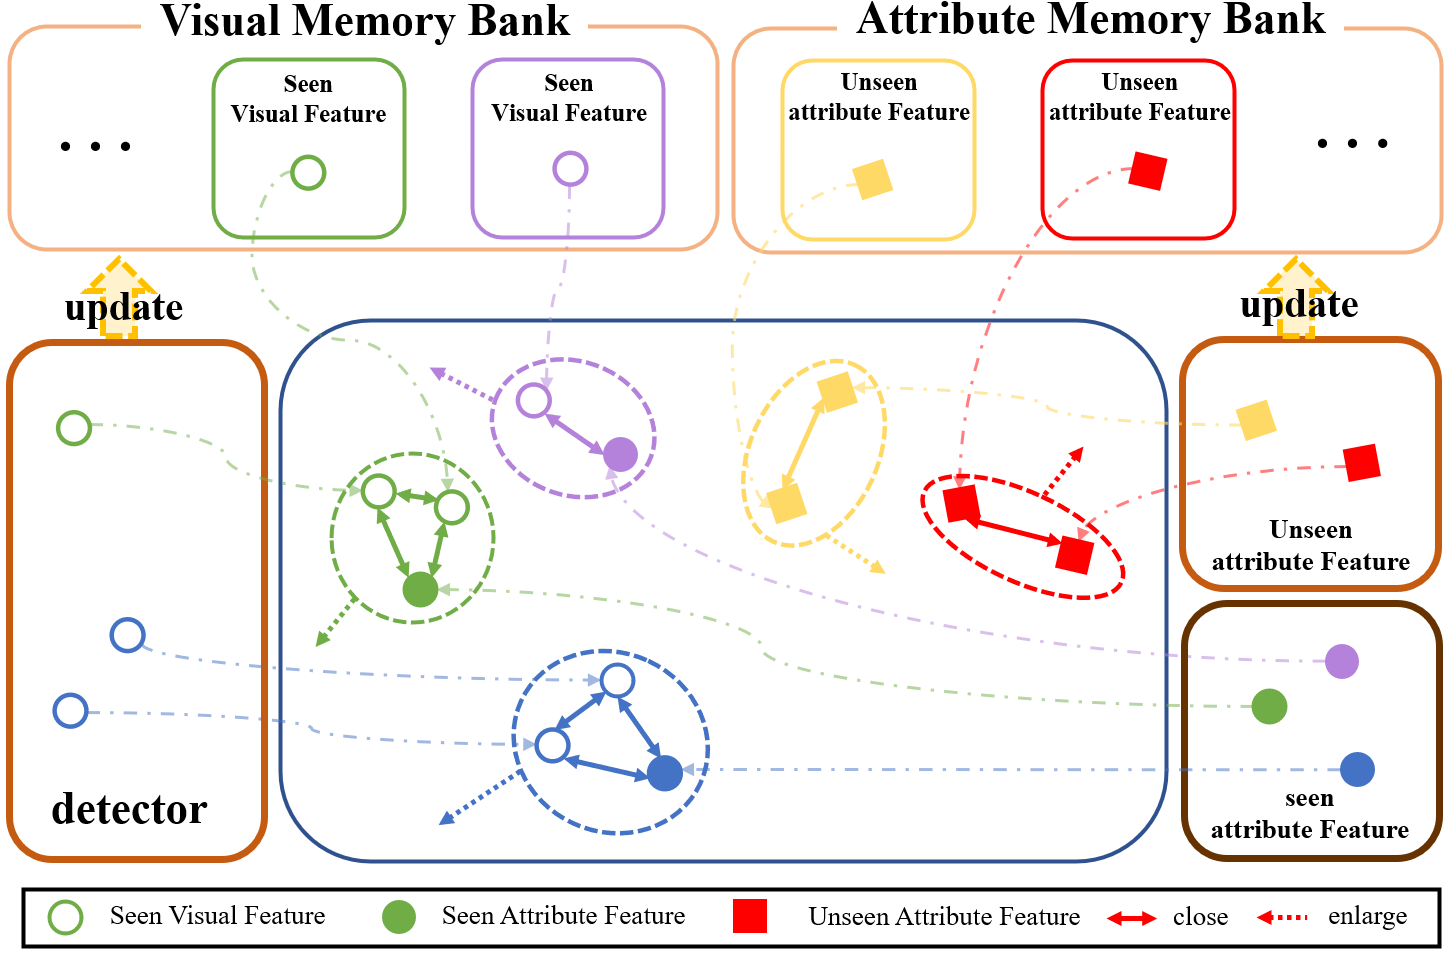 Visual Memory Bank
Attribute Memory Bank
Seen
Visual Feature
Seen
Visual Feature
Unseen
attribute Feature
Unseen
attribute Feature
. . .
. . .
update
update
Unseen
attribute Feature
detector
seen
attribute Feature
Seen Visual Feature
Seen Attribute Feature
Unseen Attribute Feature
close
enlarge